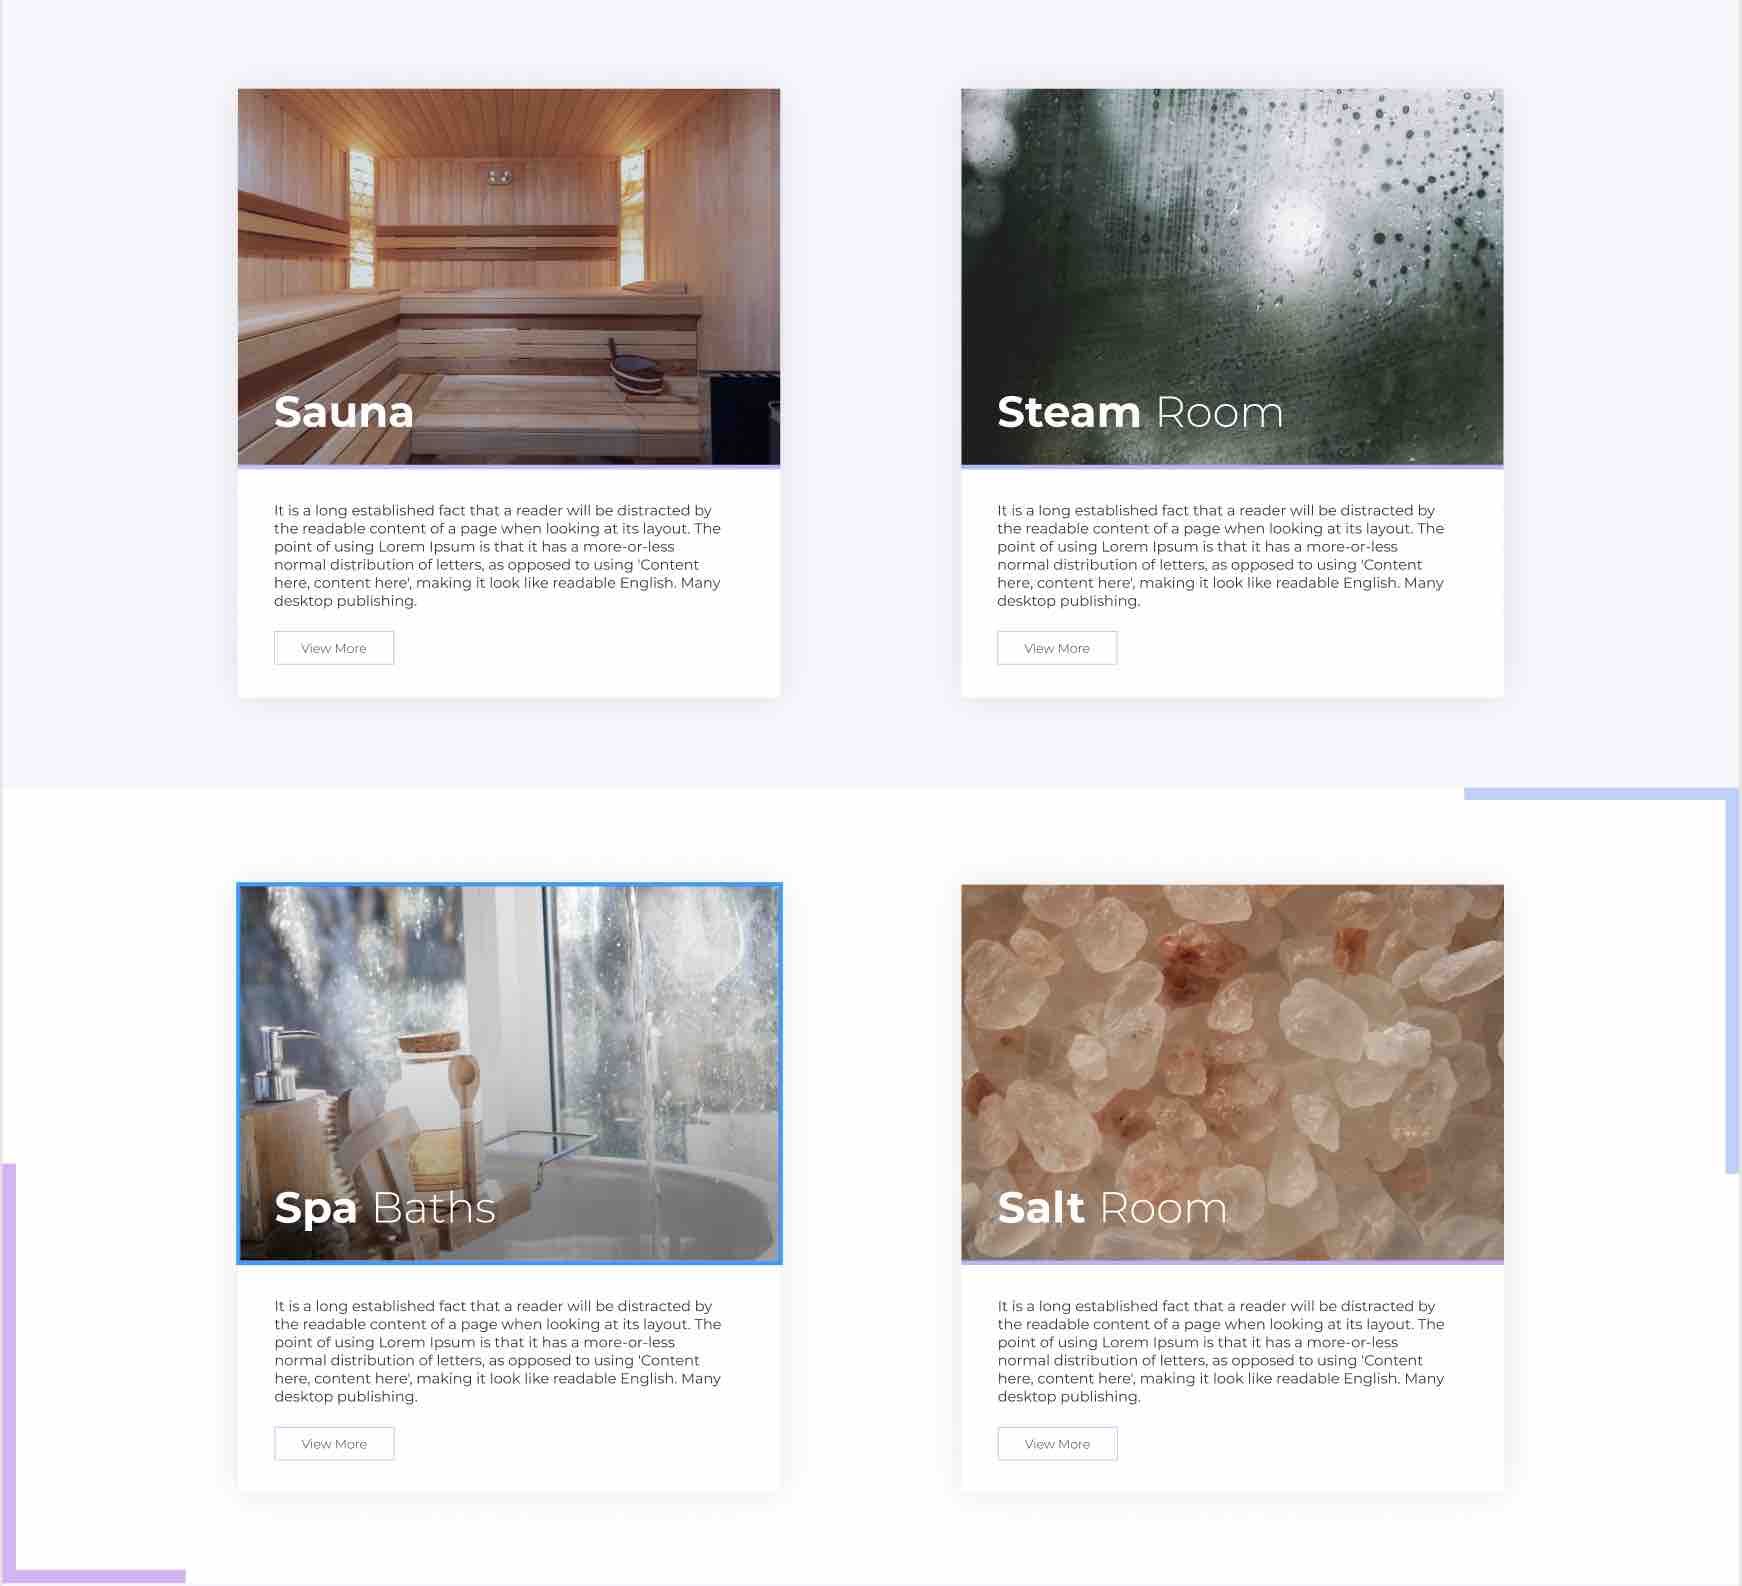 Sauna
It is a long established fact that a reader will be distracted by
the readable content of a page when looking at its layout. The
point of using Lorem Ipsum is that it has a more-or-less
normal distribution of letters, as opposed to using 'Content
here, content here', making it look like readable English. Many
desktop publishing.
View More
Steam Room
It is a long established fact that a reader will be distracted by
the readable content of a page when looking at its layout. The
point of using Lorem Ipsum is that it has a more-or-less
normal distribution of letters, as opposed to using 'Content
here, content here', making it look like readable English. Many
desktop publishing.
View More
Spa Baths
It is a long established fact that a reader will be distracted by
the readable content of a page when looking at its layout. The
point of using Lorem Ipsum is that it has a more-or-less
normal distribution of letters, as opposed to using 'Content
here, content here', making it look like readable English. Many
desktop publishing.
View More
Salt Room
It is a long established fact that a reader will be distracted by
the readable content of a page when looking at its layout. The
point of using Lorem Ipsum is that it has a more-or-less
normal distribution of letters, as opposed to using 'Content
here, content here', making it look like readable English. Many
desktop publishing.
View More